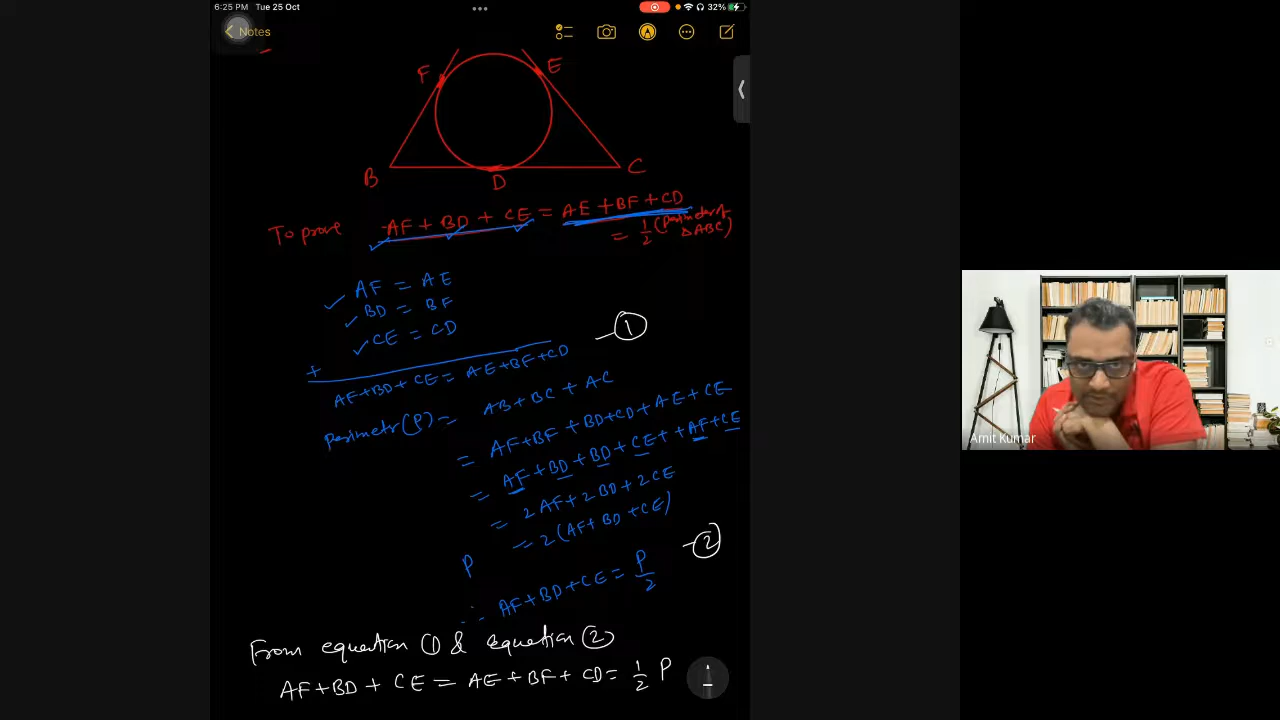 6:25 PM Tue 25 Oct
32%
Notes
F E
B D C
To prove AF + BD + CE = AE + BF + CD
= 1/2 (Perimeter of ΔABC)
AF = AE
BD = BF
CE = CD
1
+
AF+BD+CE = AE+BF+CD
Perimetr (P) = AB + BC + AC
= AF+BF + BD+CD + AE + CE
= AF + BD + BD + CE + + AF + CE
= 2AF + 2BD + 2CE
= 2(AF + BD + CE)
P
2
∴ AF+BD+CE = P/2
From equation 1 & equation 2
AF+BD + CE = AE + BF + CD = 1/2 P
Amit Kumar